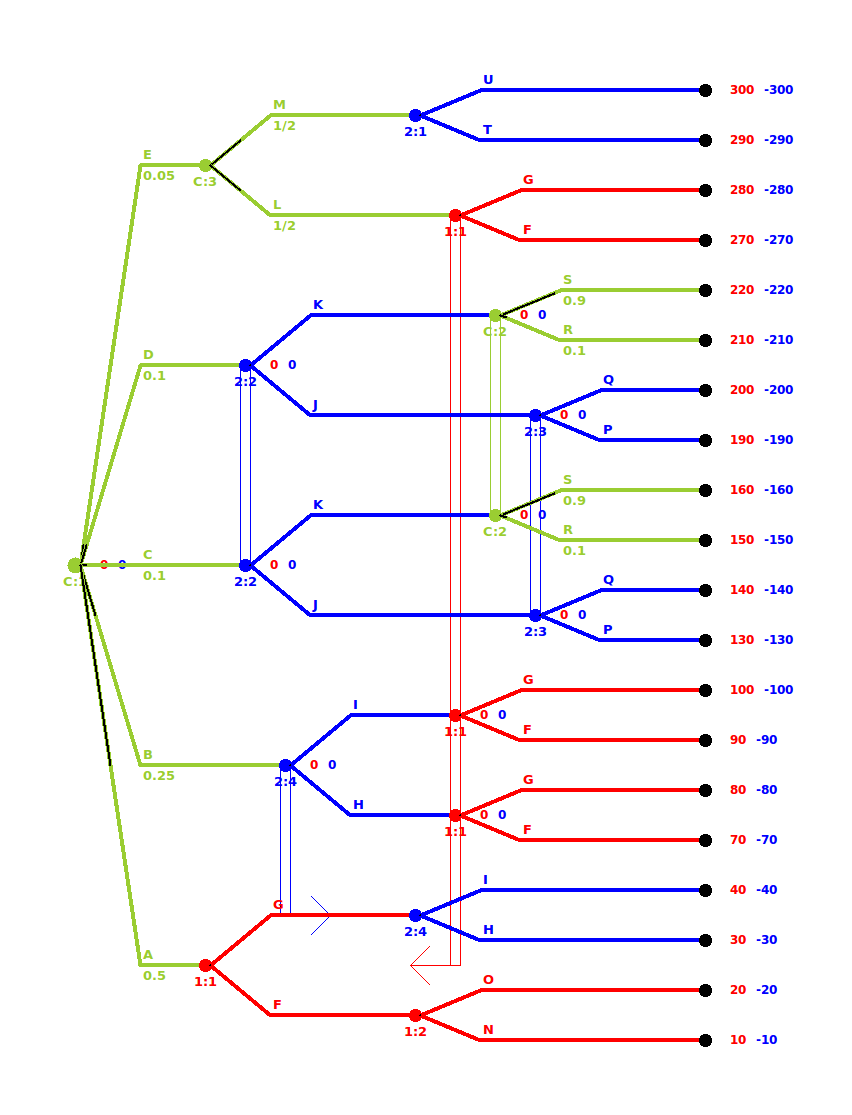 U
300 -300
M
1/2
2:1
T
290 -290
E
0.05
C:3
G
280 -280
L
1/2
1:1
F
270 -270
S
0.9
220 -220
K
C:2
0 0
R
0.1
210 -210
D
0.1
2:2
0 0
Q
200 -200
J
2:3
0 0
P
190 -190
S
0.9
160 -160
K
C:2
0 0
R
0.1
150 -150
0 0
C
0.1
2:2
0 0
Q
140 -140
J
2:3
0 0
P
130 -130
G
100 -100
I
1:1
0 0
F
90 -90
B
0.25
2:4
0 0
G
80 -80
H
1:1
0 0
F
70 -70
I
40 -40
G
2:4
H
30 -30
A
0.5
1:1
O
20 -20
F
1:2
N
10 -10